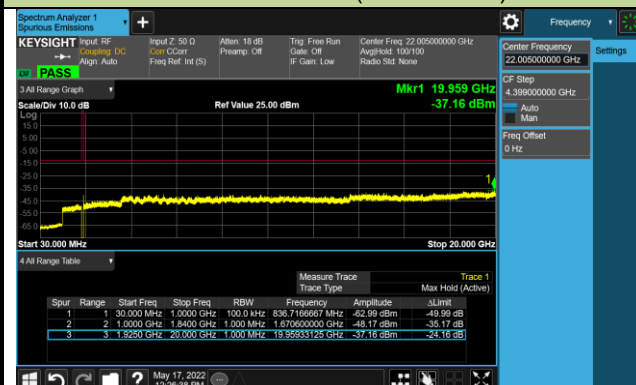 Spectrum Analyzer 1
Spurious Emissions
Frequency
KEYSIGHT
Input: RF
Coupling: DC
Align: Auto
Input Z: 50 Ω
Corr CCorr
Freq Ref: Int (S)
Atten: 18 dB
Preamp: Off
Trig: Free Run
Gate: Off
IF Gain: Low
Center Freq: 22.005000000 GHz
Avg|Hold: 100/100
Radio Std: None
PASS
Center Frequency
22.005000000 GHz
Settings
CF Step
4.399000000 GHz
Auto
Man
Freq Offset
0 Hz
3 All Range Graph
Mkr1 19.959 GHz
Scale/Div 10.0 dB
Ref Value 25.00 dBm
-37.16 dBm
Log
15.0
5.00
-5.00
-15.0
-25.0
-35.0
-45.0
-55.0
-65.0
1
Start 30.000 MHz
Stop 20.000 GHz
4 All Range Table
Measure Trace Trace 1
Trace Type Max Hold (Active)
Spur Range Start Freq Stop Freq RBW Frequency Amplitude ΔLimit
1 1 30.000 MHz 1.0000 GHz 100.0 kHz 836.7166667 MHz -62.99 dBm -49.99 dB
2 2 1.0000 GHz 1.8400 GHz 1.000 MHz 1.670600000 GHz -48.17 dBm -35.17 dB
3 3 1.9250 GHz 20.000 GHz 1.000 MHz 19.95933125 GHz -37.16 dBm -24.16 dB
May 17, 2022